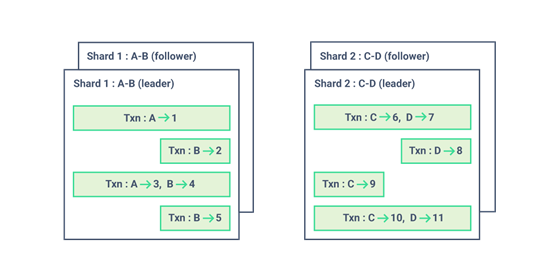 Shard 1 : A-B (follower)
Shard 1 : A-B (leader)
Txn : A → 1
Txn : B → 2
Txn : A → 3, B → 4
Txn : B → 5
Shard 2 : C-D (follower)
Shard 2 : C-D (leader)
Txn : C → 6, D → 7
Txn : D → 8
Txn : C → 9
Txn : C → 10, D → 11